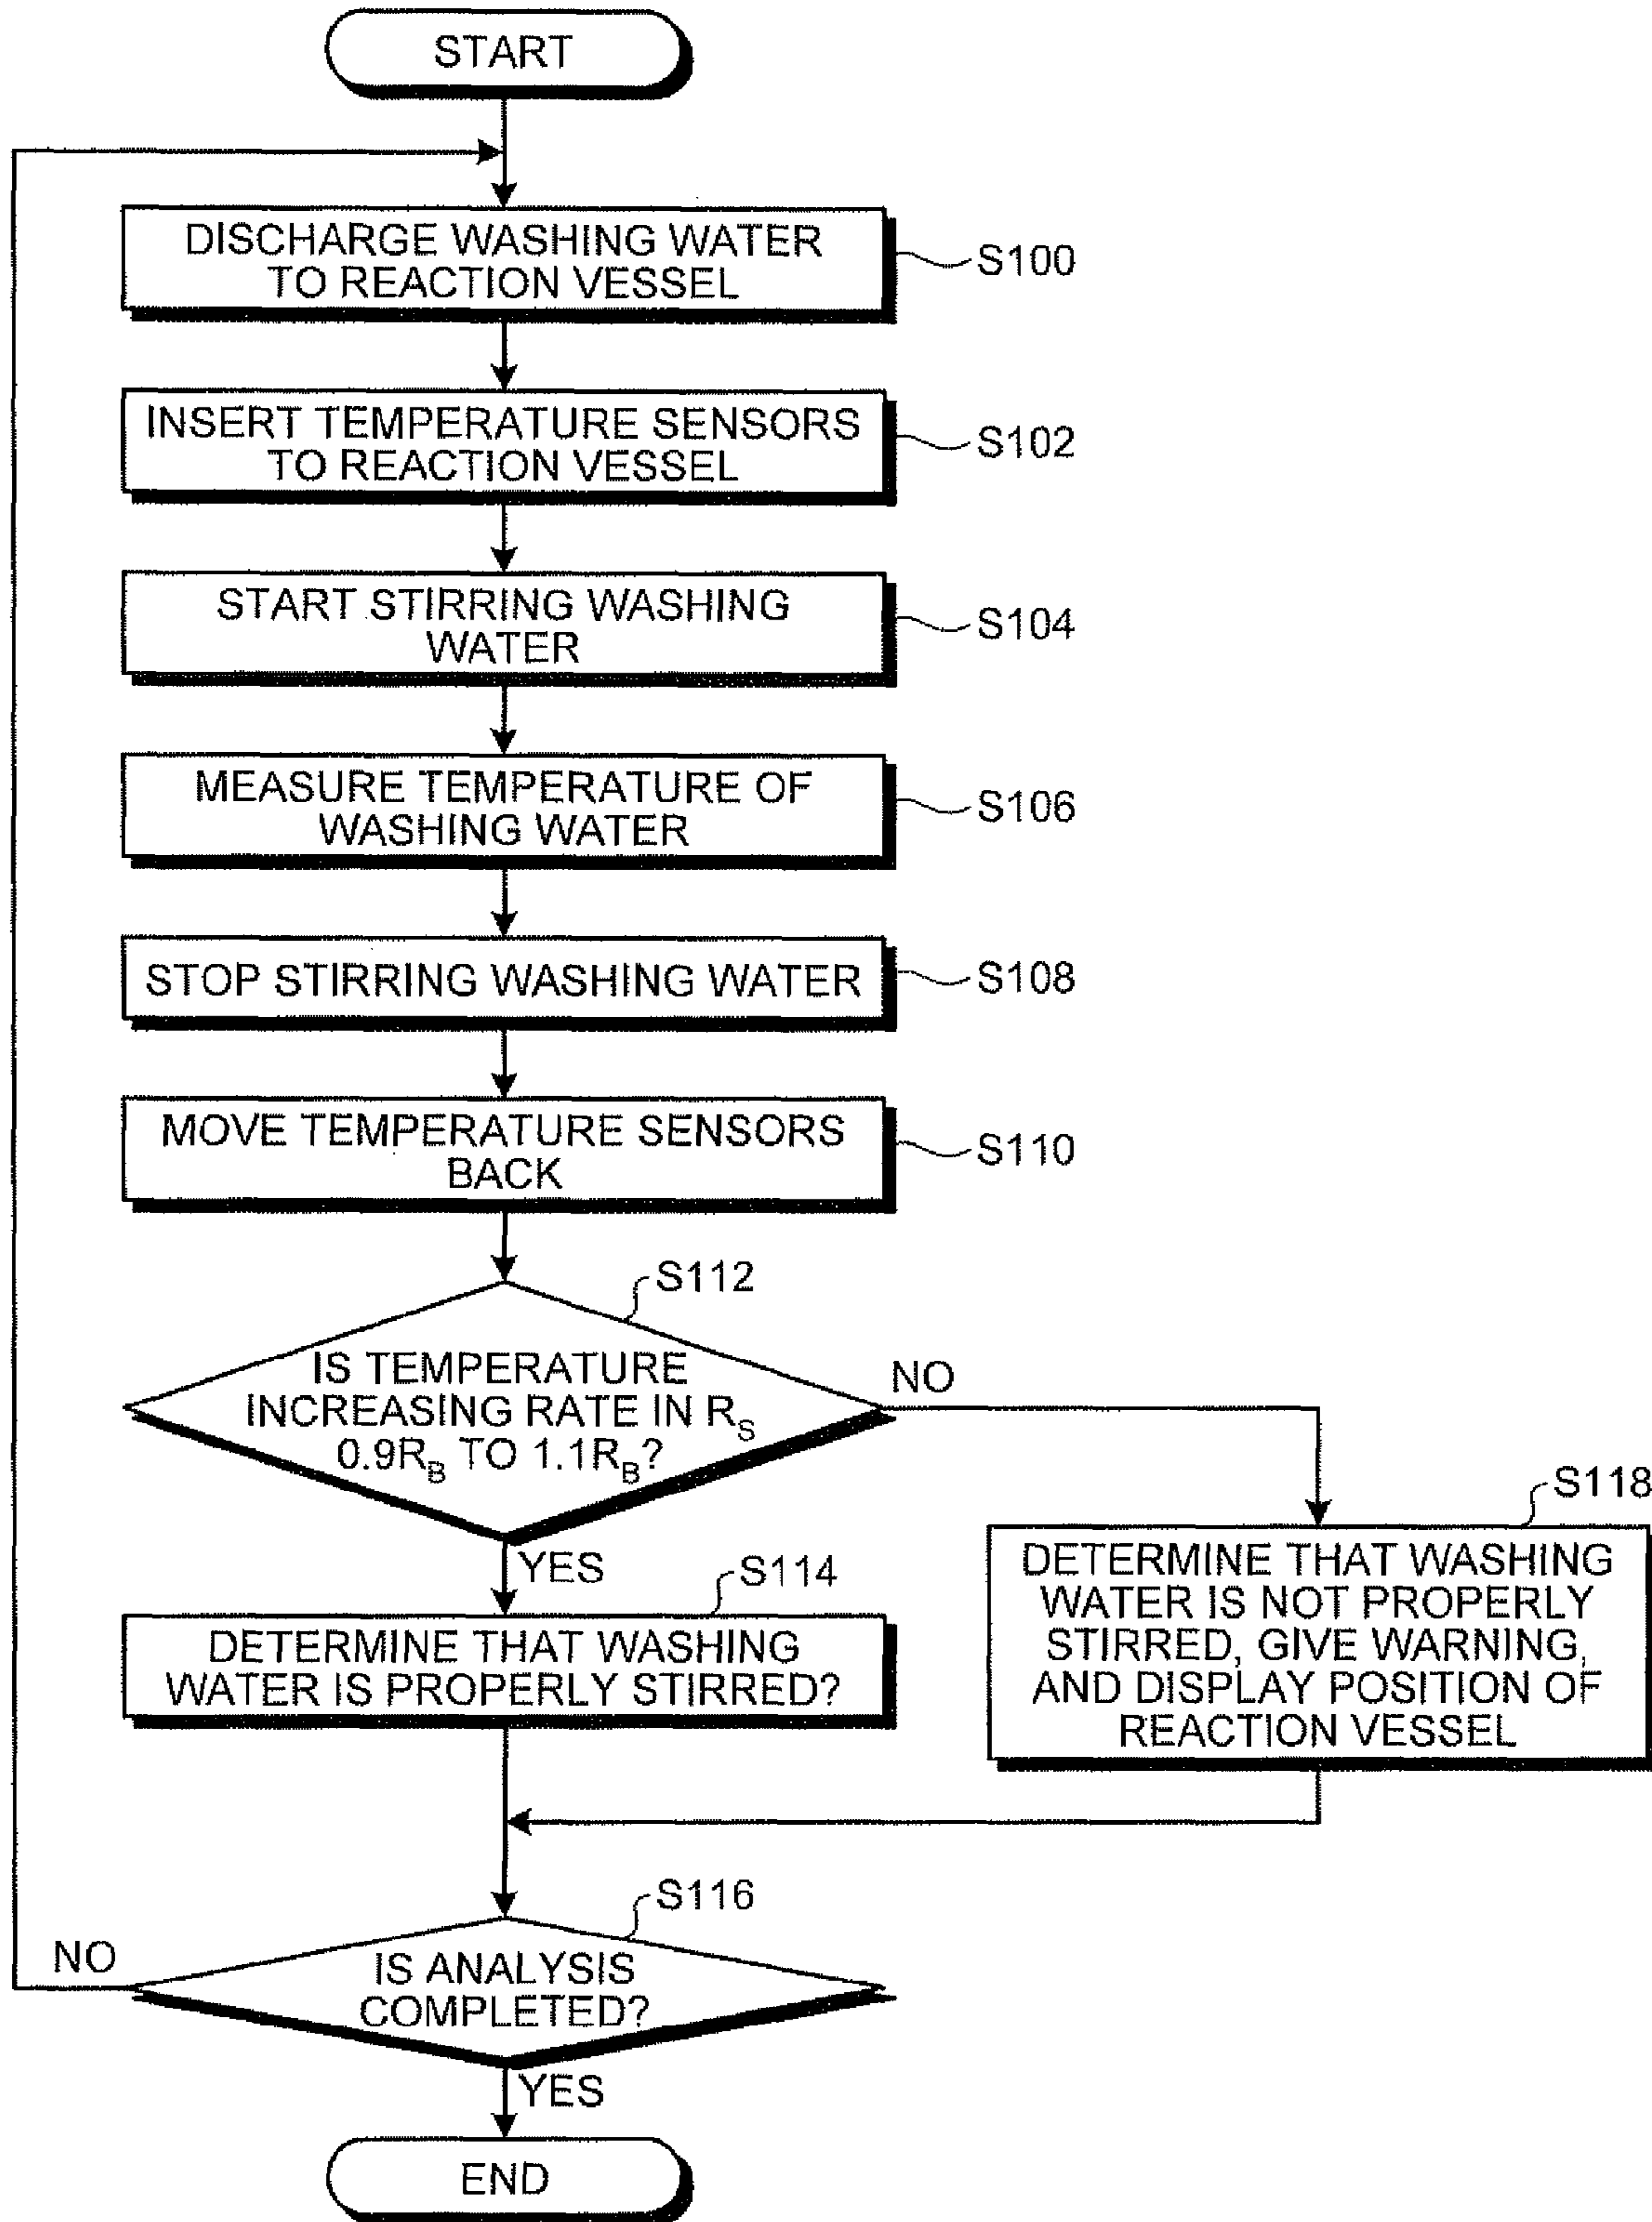 START
DISCHARGE WASHING WATER
TO REACTION VESSEL
S100
INSERT TEMPERATURE SENSORS
TO REACTION VESSEL
S102
START STIRRING WASHING
WATER
S104
MEASURE TEMPERATURE OF
WASHING WATER
S106
STOP STIRRING WASHING WATER
S108
MOVE TEMPERATURE SENSORS
BACK
S110
S112
IS TEMPERATURE
INCREASING RATE IN RS
0.9RB TO 1.1RB?
NO
YES
S114
DETERMINE THAT WASHING
WATER IS PROPERLY STIRRED?
S118
DETERMINE THAT WASHING
WATER IS NOT PROPERLY
STIRRED, GIVE WARNING,
AND DISPLAY POSITION OF
REACTION VESSEL
S116
IS ANALYSIS
COMPLETED?
NO
YES
END